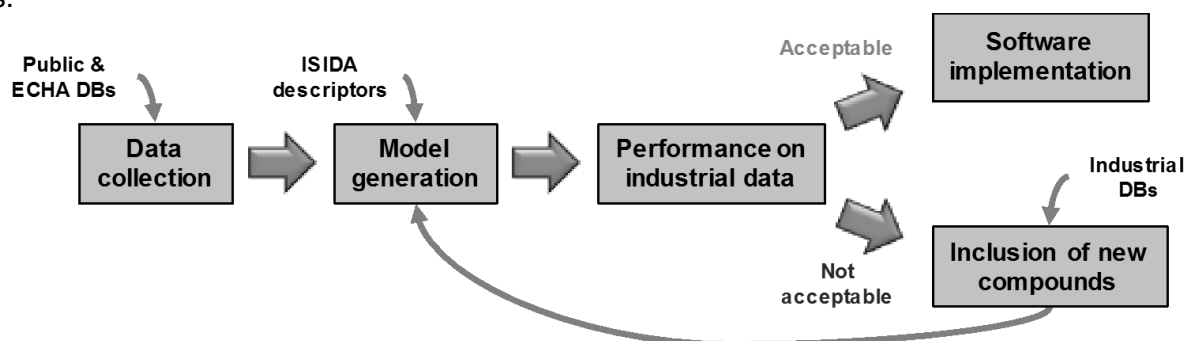 Public &
ECHA DBs
ISIDA
descriptors
Acceptable
Software
implementation
Data
collection
Model
generation
Performance on
industrial data
Industrial
DBs
Not
acceptable
Inclusion of new
compounds